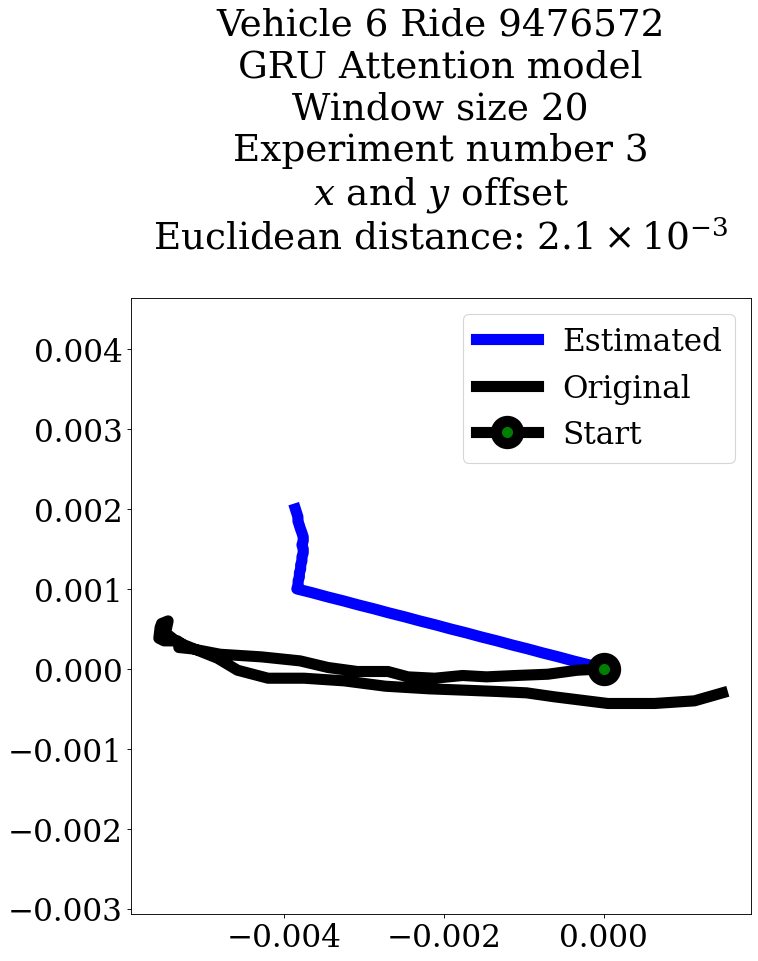 Vehicle 6 Ride 9476572
GRU Attention model
Window size 20
Experiment number 3
x and y offset
Euclidean distance: 2.1 × 10⁻³
Estimated
Original
Start
0.004
0.003
0.002
0.001
0.000
−0.001
−0.002
−0.003
−0.004
−0.002
0.000